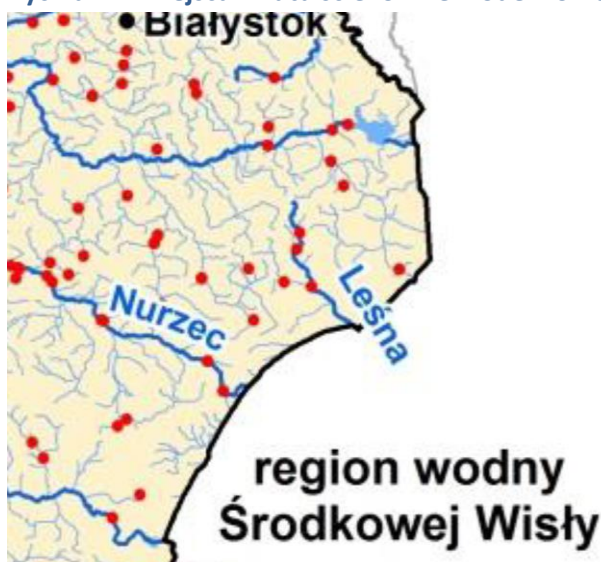 Białystok
Nurzec
Leśna
region wodny
Środkowej Wisły